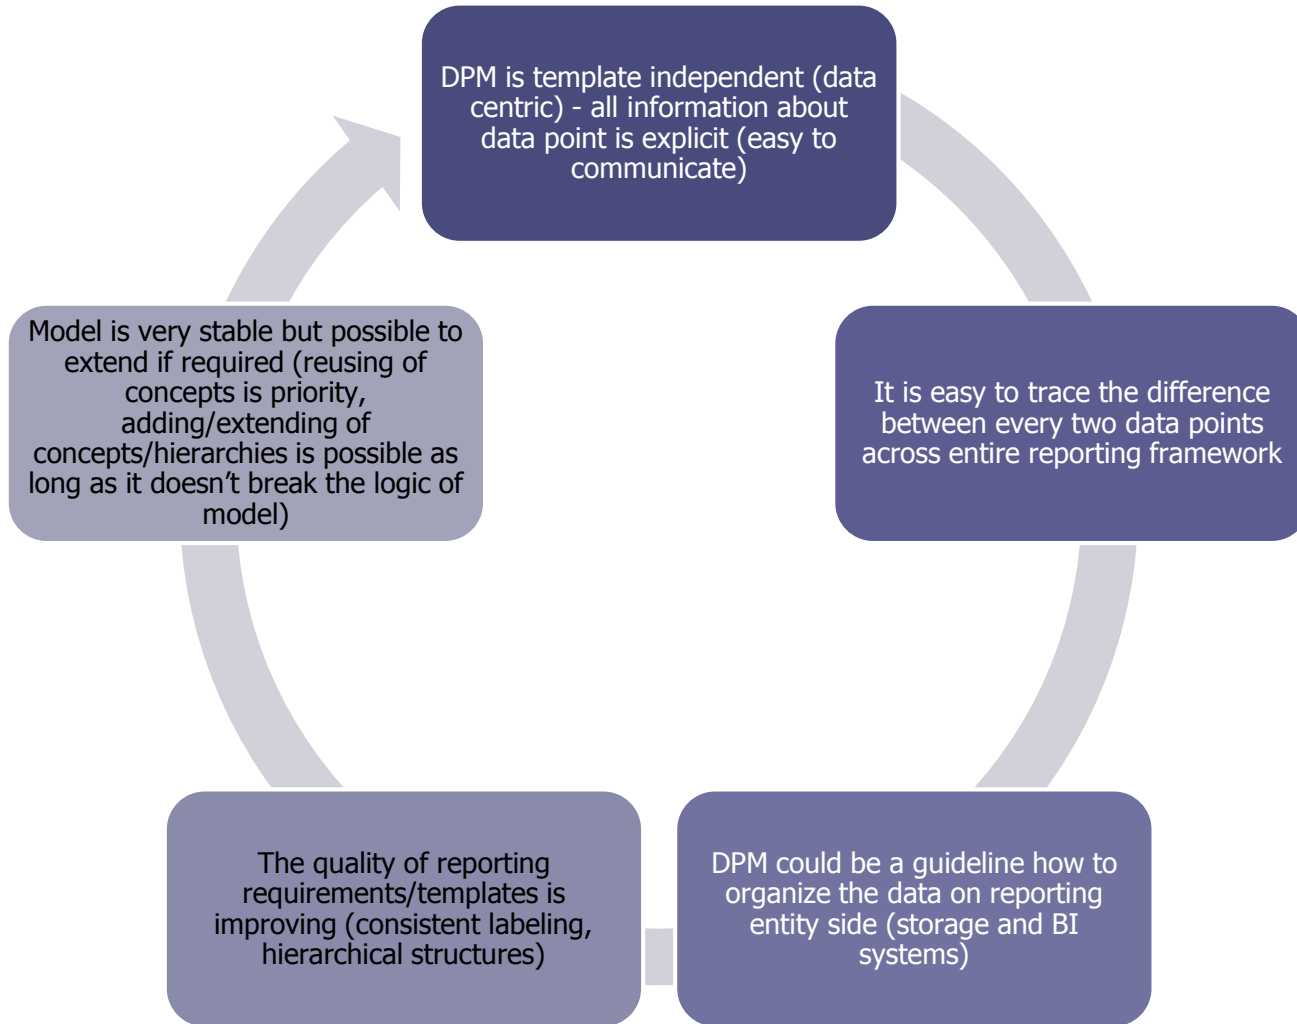 DPM is template independent (data
centric) - all information about
data point is explicit (easy to
communicate)
It is easy to trace the difference
between every two data points
across entire reporting framework
DPM could be a guideline how to
organize the data on reporting
entity side (storage and BI
systems)
The quality of reporting
requirements/templates is
improving (consistent labeling,
hierarchical structures)
Model is very stable but possible to
extend if required (reusing of
concepts is priority,
adding/extending of
concepts/hierarchies is possible as
long as it doesn’t break the logic of
model)